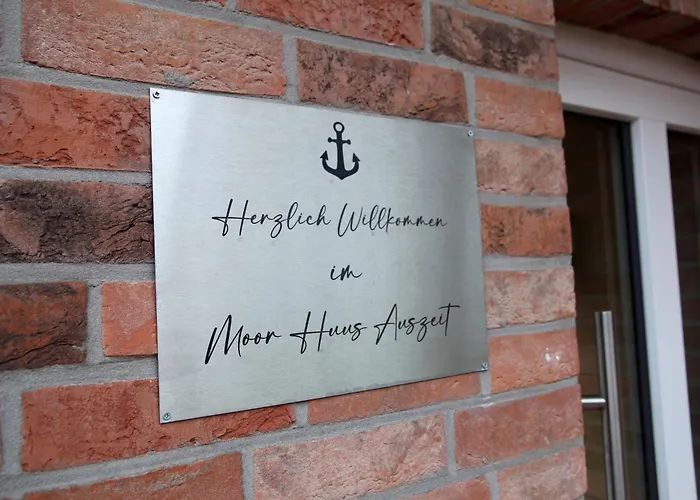 Herzlich Willkommen
im
Moor Huus Auszeit